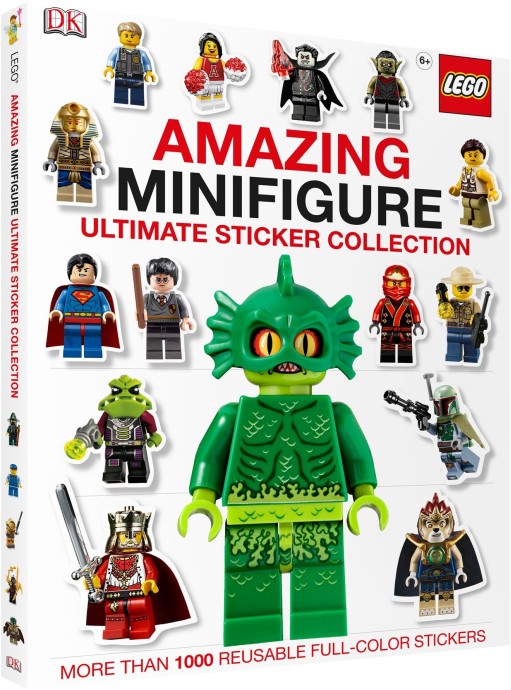 DK
6+
LEGO
AMAZING
MINIFIGURE
ULTIMATE STICKER COLLECTION
A
MORE THAN 1000 REUSABLE FULL-COLOR STICKERS
LEGO® AMAZING MINIFIGURE ULTIMATE STICKER COLLECTION
DK